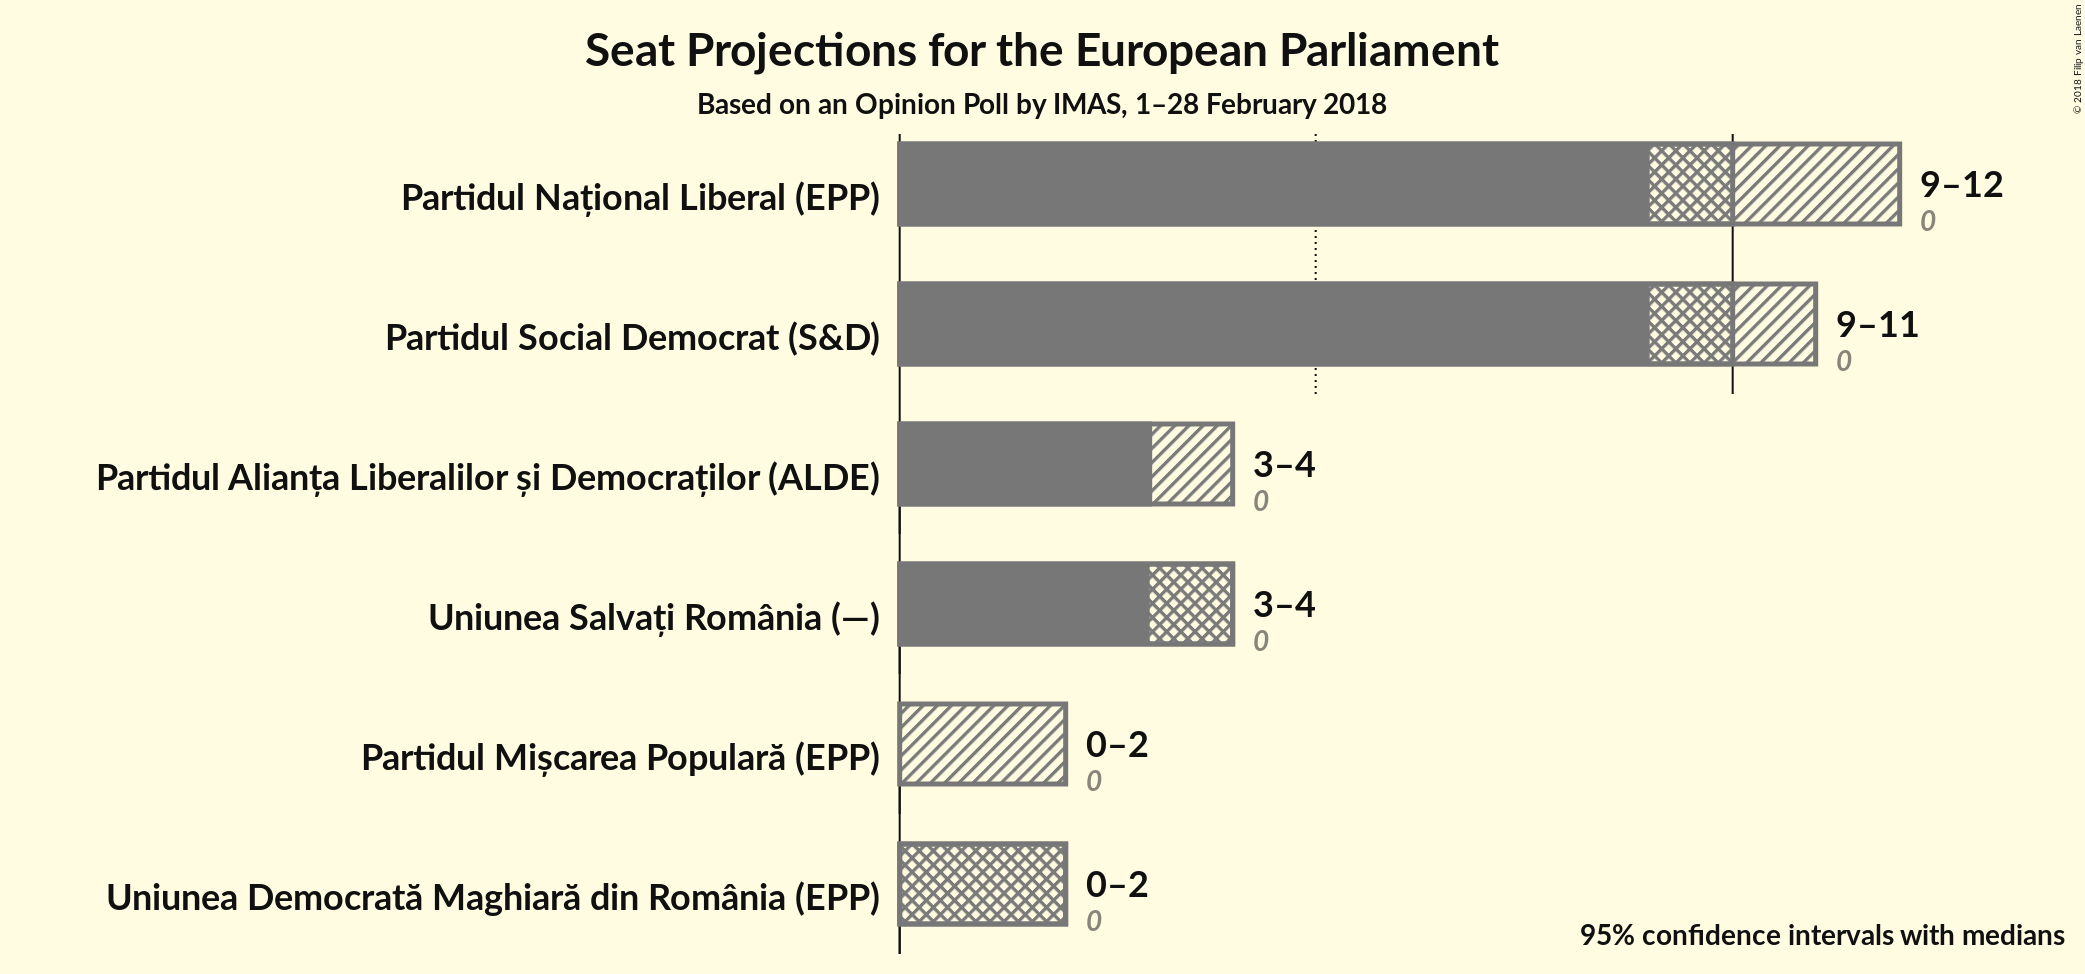 Seat Projections for the European Parliament
Based on an Opinion Poll by IMAS, 1–28 February 2018
© 2018 Filip van Laenen
Partidul Național Liberal (EPP)
9–12
0
Partidul Social Democrat (S&D)
9–11
0
Partidul Alianța Liberalilor și Democraților (ALDE)
3–4
0
Uniunea Salvați România (—)
3–4
0
Partidul Mișcarea Populară (EPP)
0–2
0
Uniunea Democrată Maghiară din România (EPP)
0–2
0
95% confidence intervals with medians